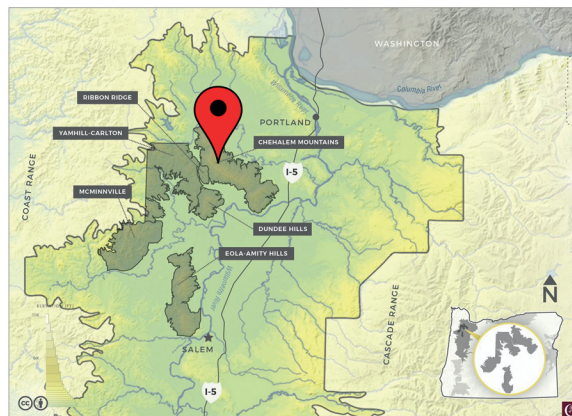 WASHINGTON
Columbia River
RIBBON RIDGE
PORTLAND
YAMHILL-CARLTON
CHEHALEM MOUNTAINS
I-5
COAST RANGE
MCMINNVILLE
DUNDEE HILLS
EOLA-AMITY HILLS
N
CASCADE RANGE
SALEM
I-5
cc